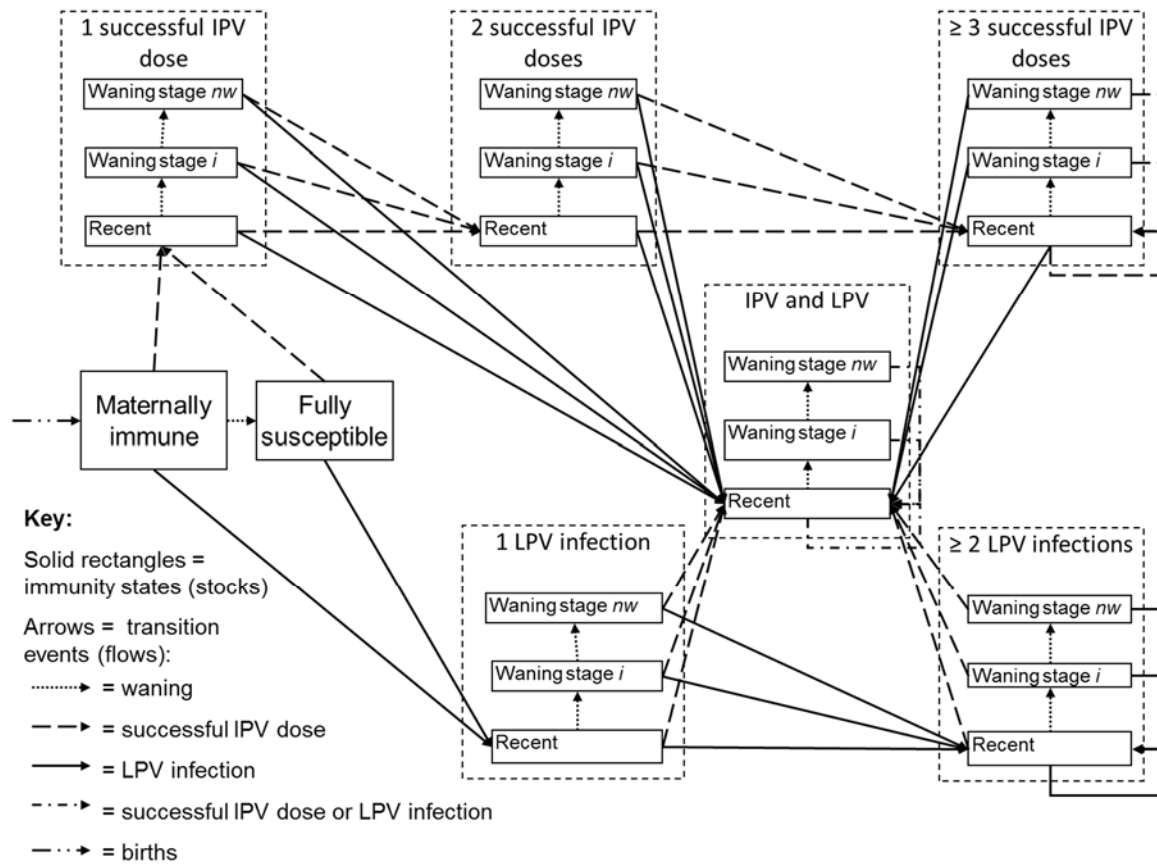 1 successful IPV
dose
Waning stage nw
Waning stage i
Recent
2 successful IPV
doses
Waning stage nw
Waning stage i
Recent
≥ 3 successful IPV
doses
Waning stage nw
Waning stage i
Recent
IPV and LPV
Waning stage nw
Waning stage i
Recent
Maternally
immune
Fully
susceptible
1 LPV infection
Waning stage nw
Waning stage i
Recent
≥ 2 LPV infections
Waning stage nw
Waning stage i
Recent
Key:
Solid rectangles =
immunity states (stocks)
Arrows = transition
events (flows):
= waning
= successful IPV dose
= LPV infection
= successful IPV dose or LPV infection
= births